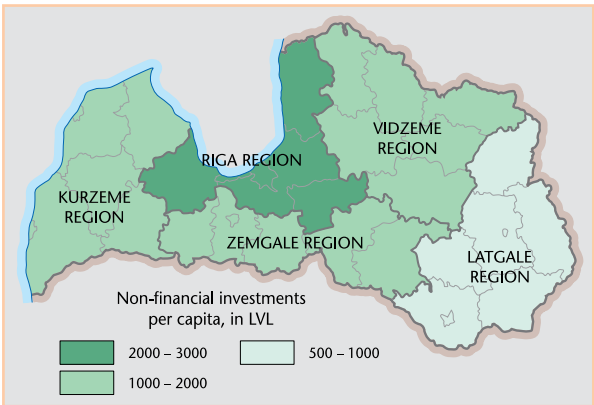 VIDZEME
REGION
RIGA REGION
KURZEME
REGION
ZEMGALE REGION
LATGALE
REGION
Non-financial investments
per capita, in LVL
2000 – 3000
500 – 1000
1000 – 2000